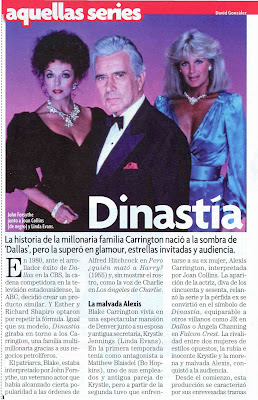 aquellas series
David González
John Forsythe
junto a Joan Collins
(de negro) y Linda Evans.
Dinastía
La historia de la millonaria familia Carrington nació a la sombra de
'Dallas', pero la superó en glamour, estrellas invitadas y audiencia.
En 1980, ante el arrollador
éxito de Dallas
en la CBS, la cadena
competidora en la televisión
estadounidense, la
ABC, decidió crear un producto
similar. Y Esther y
Richard Shapiro optaron
por repetir la fórmula. Igual
que su modelo, Dinastía
giraba en torno a los Carrington,
una familia multimillonaria
gracias a sus negocios
petrolíferos.
El patriarca, Blake, estaba
interpretado por John Forsythe,
un veterano actor que
había alcanzado cierta popularidad
a las órdenes de
Alfred Hitchcock en Pero
¿quién mató a Harry?
(1955) y, sin mostrar el rostro,
como la voz de Charlie
en Los ángeles de Charlie.
La malvada Alexis
Blake Carrington vivía en
una espectacular mansión
de Denver junto a su esposa
y antigua secretaria, Krystle
Jennings (Linda Evans).
En la primera temporada
tenía como antagonista a
Matthew Blaisdel (Bo Hopkins),
uno de sus empleados
y antigua pareja de
Krystle, pero a partir de la
segunda tuvo que enfrentarse
a su ex mujer, Alexis
Carrington, interpretada
por Joan Collins. La aparición
de la actriz, diva de los
cincuenta y sesenta, relanzó
la serie y la pérfida ex se
convirtió en el símbolo de
Dinastía, equiparable a
otros villanos como JR en
Dallas o Angela Channing
en Falcon Crest. La rivalidad
entre dos mujeres de
estilos opuestos, la rubia e
inocente Krystle y la morena
y malvada Alexis, conquistó
a la audiencia.
Desde el comienzo, esta
producción se caracterizó
por sus enrevesadas tramas